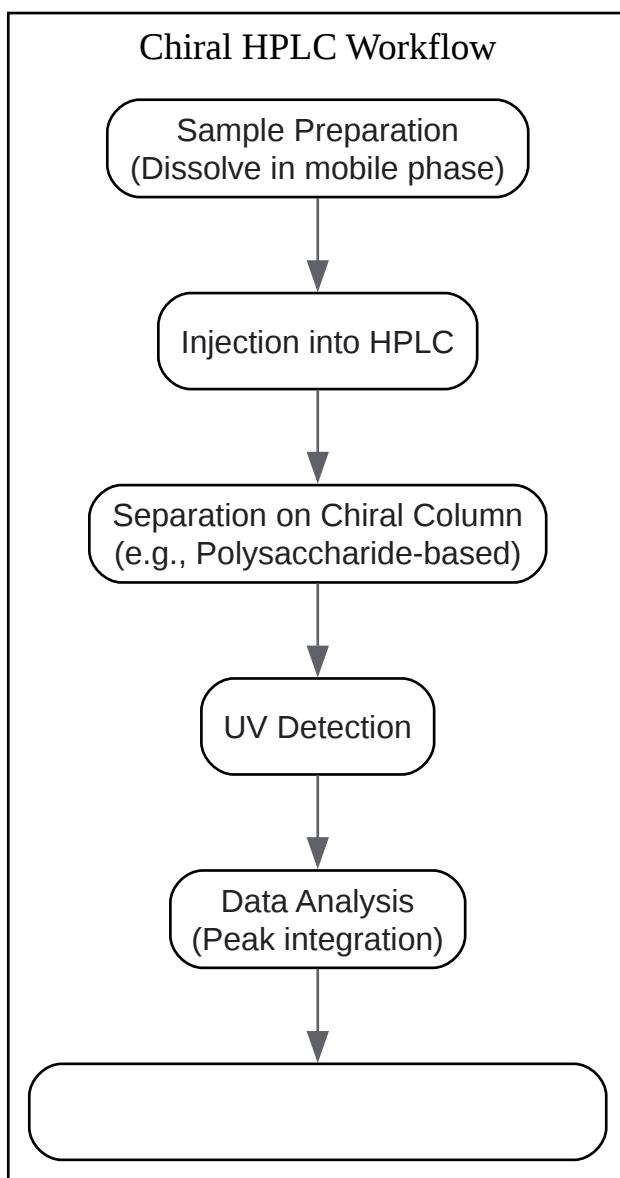 Chiral HPLC Workflow
Sample Preparation
(Dissolve in mobile phase)
Injection into HPLC
Separation on Chiral Column
(e.g., Polysaccharide-based)
UV Detection
Data Analysis
(Peak integration)